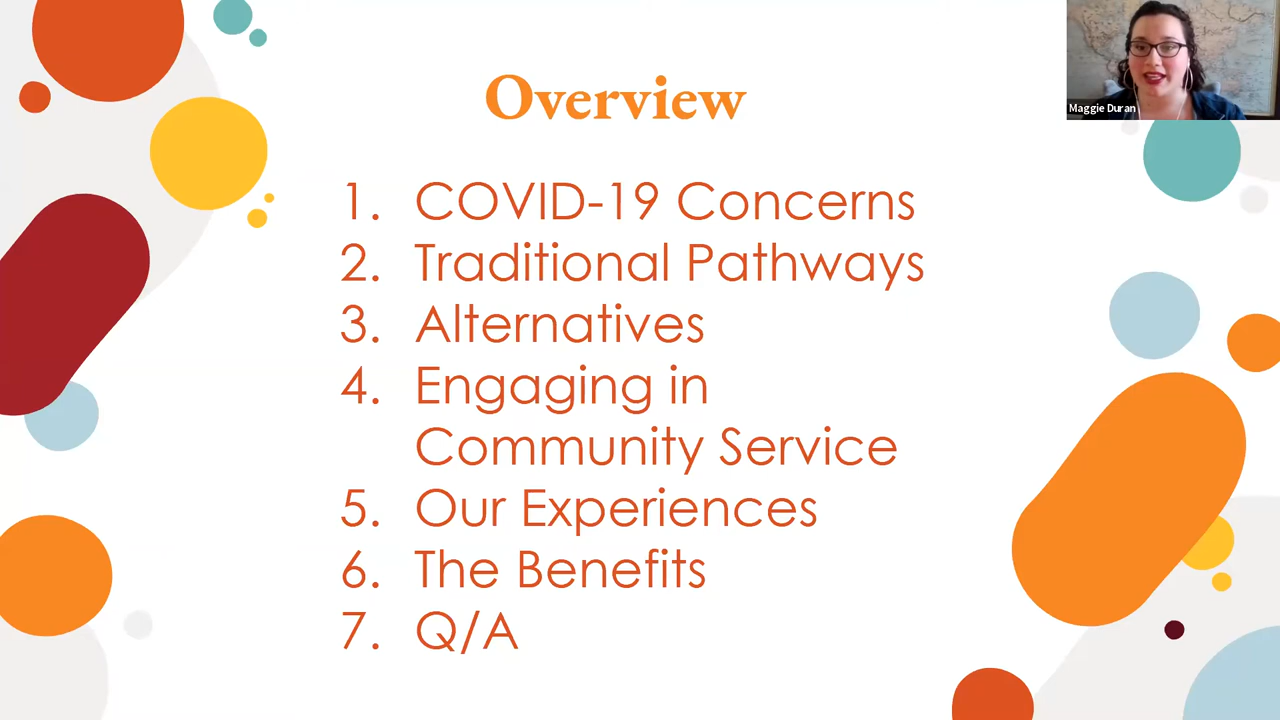 Overview
Maggie Duran
1. COVID-19 Concerns
2. Traditional Pathways
3. Alternatives
4. Engaging in
Community Service
5. Our Experiences
6. The Benefits
7. Q/A